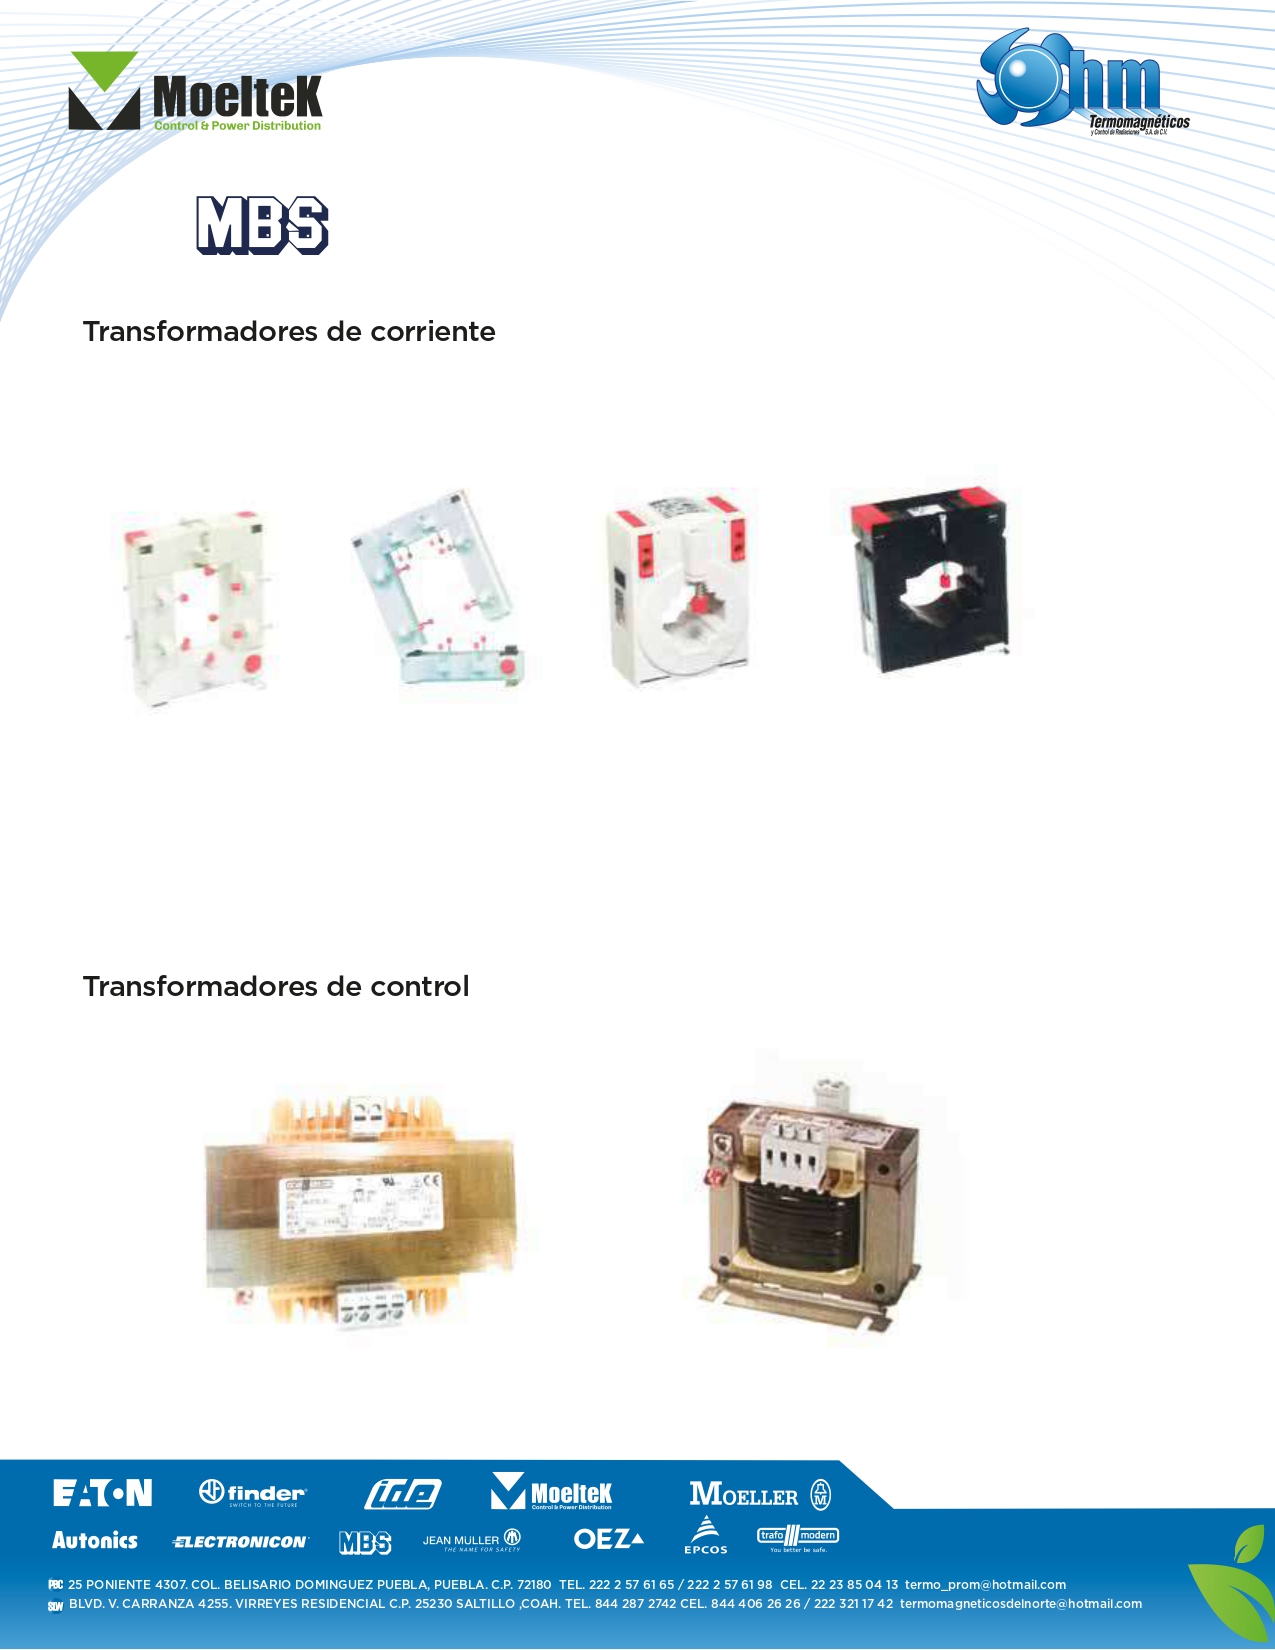 MoelteK
Control & Power Distribution
Ohm
Termomagnéticos
y Control de Radiaciones S.A. de C.V.
MBS
Transformadores de corriente
Transformadores de control
EATON
finder
SWITCH TO THE FUTURE
ide
MoelteK
Control & Power Distribution
MOELLER
M
Autonics
ELECTRONICON
MBS
JEAN MÜLLER
THE NAME FOR SAFETY
OEZ
EPCOS
trafo modern
You better be safe.
25 PONIENTE 4307. COL. BELISARIO DOMINGUEZ PUEBLA, PUEBLA. C.P. 72180 TEL. 222 2 57 61 65 / 222 2 57 61 98 CEL. 22 23 85 04 13 termo_prom@hotmail.com
BLVD. V. CARRANZA 4255. VIRREYES RESIDENCIAL C.P. 25230 SALTILLO ,COAH. TEL. 844 287 2742 CEL. 844 406 26 26 / 222 321 17 42 termomagneticosdelnorte@hotmail.com